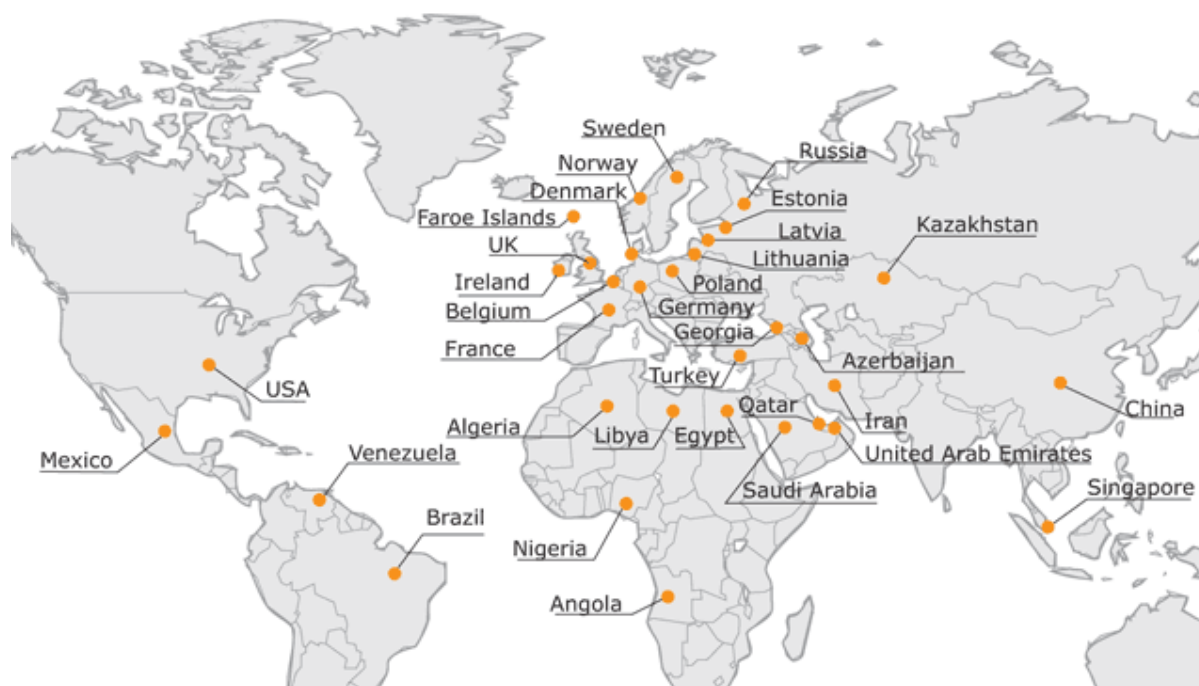 Sweden
Norway
Russia
Denmark
Estonia
Faroe Islands
Kazakhstan
Latvia
UK
Lithuania
Ireland
Poland
Belgium
Germany
Georgia
France
Azerbaijan
Turkey
USA
Qatar
China
Iran
Algeria
Libya
Egypt
Venezuela
United Arab Emirates
Mexico
Saudi Arabia
Singapore
Brazil
Nigeria
Angola